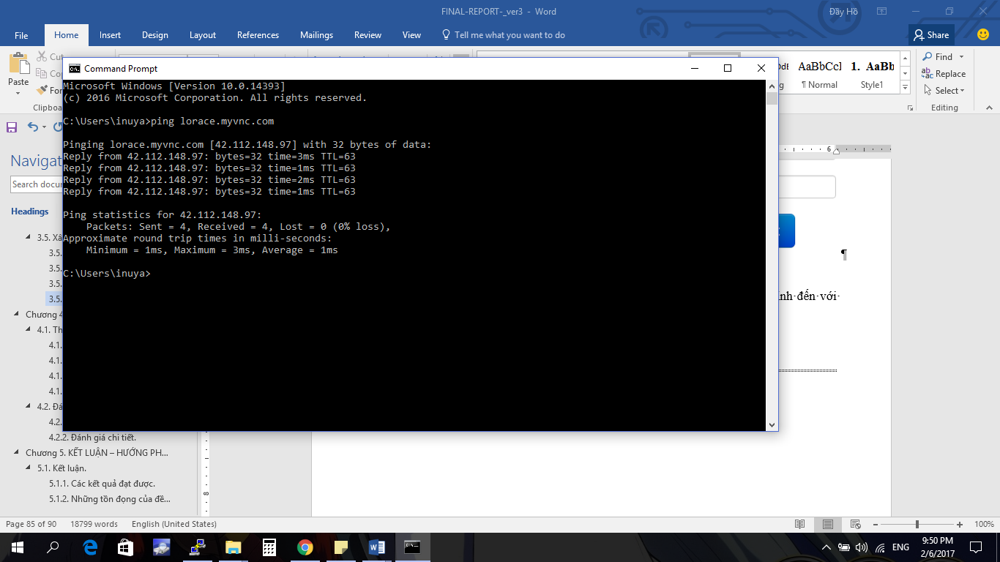 FINAL-REPORT-_ver3 - Word
Đầy Hồ
File Home Insert Design Layout References Mailings Review View Tell me what you want to do Share
Paste
Cut
Clipboa
AaBbCcI
1. AaBb
¶ Normal
Style1
Find
Replace
Select
Editing
Command Prompt
Microsoft Windows [Version 10.0.14393]
(c) 2016 Microsoft Corporation. All rights reserved.
C:\Users\inuya>ping lorace.myvnc.com
Pinging lorace.myvnc.com [42.112.148.97] with 32 bytes of data:
Reply from 42.112.148.97: bytes=32 time=3ms TTL=63
Reply from 42.112.148.97: bytes=32 time=1ms TTL=63
Reply from 42.112.148.97: bytes=32 time=2ms TTL=63
Reply from 42.112.148.97: bytes=32 time=1ms TTL=63
Ping statistics for 42.112.148.97:
Packets: Sent = 4, Received = 4, Lost = 0 (0% loss),
Approximate round trip times in milli-seconds:
Minimum = 1ms, Maximum = 3ms, Average = 1ms
C:\Users\inuya>
Navigat
Search docu
Headings
3.5. Xâ
3.5.
3.5.
3.5.
3.5.
Chương 4
4.1. Th
4.1.
4.1.
4.1.
4.1.
4.2. Đá
4.2.
4.2.2. Đánh giá chi tiết.
Chương 5. KẾT LUẬN – HƯỚNG PH...
5.1. Kết luận.
5.1.1. Các kết quả đạt được.
5.1.2. Những tồn đọng của đề...
6
¶
ính·đến·với·
8
Page 85 of 90 18799 words English (United States)
100%
ENG
9:50 PM
2/6/2017